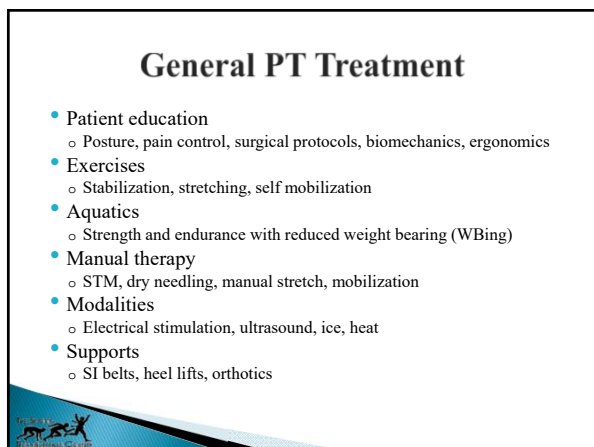 General PT Treatment
• Patient education
o Posture, pain control, surgical protocols, biomechanics, ergonomics
• Exercises
o Stabilization, stretching, self mobilization
• Aquatics
o Strength and endurance with reduced weight bearing (WBing)
• Manual therapy
o STM, dry needling, manual stretch, mobilization
• Modalities
o Electrical stimulation, ultrasound, ice, heat
• Supports
o SI belts, heel lifts, orthotics